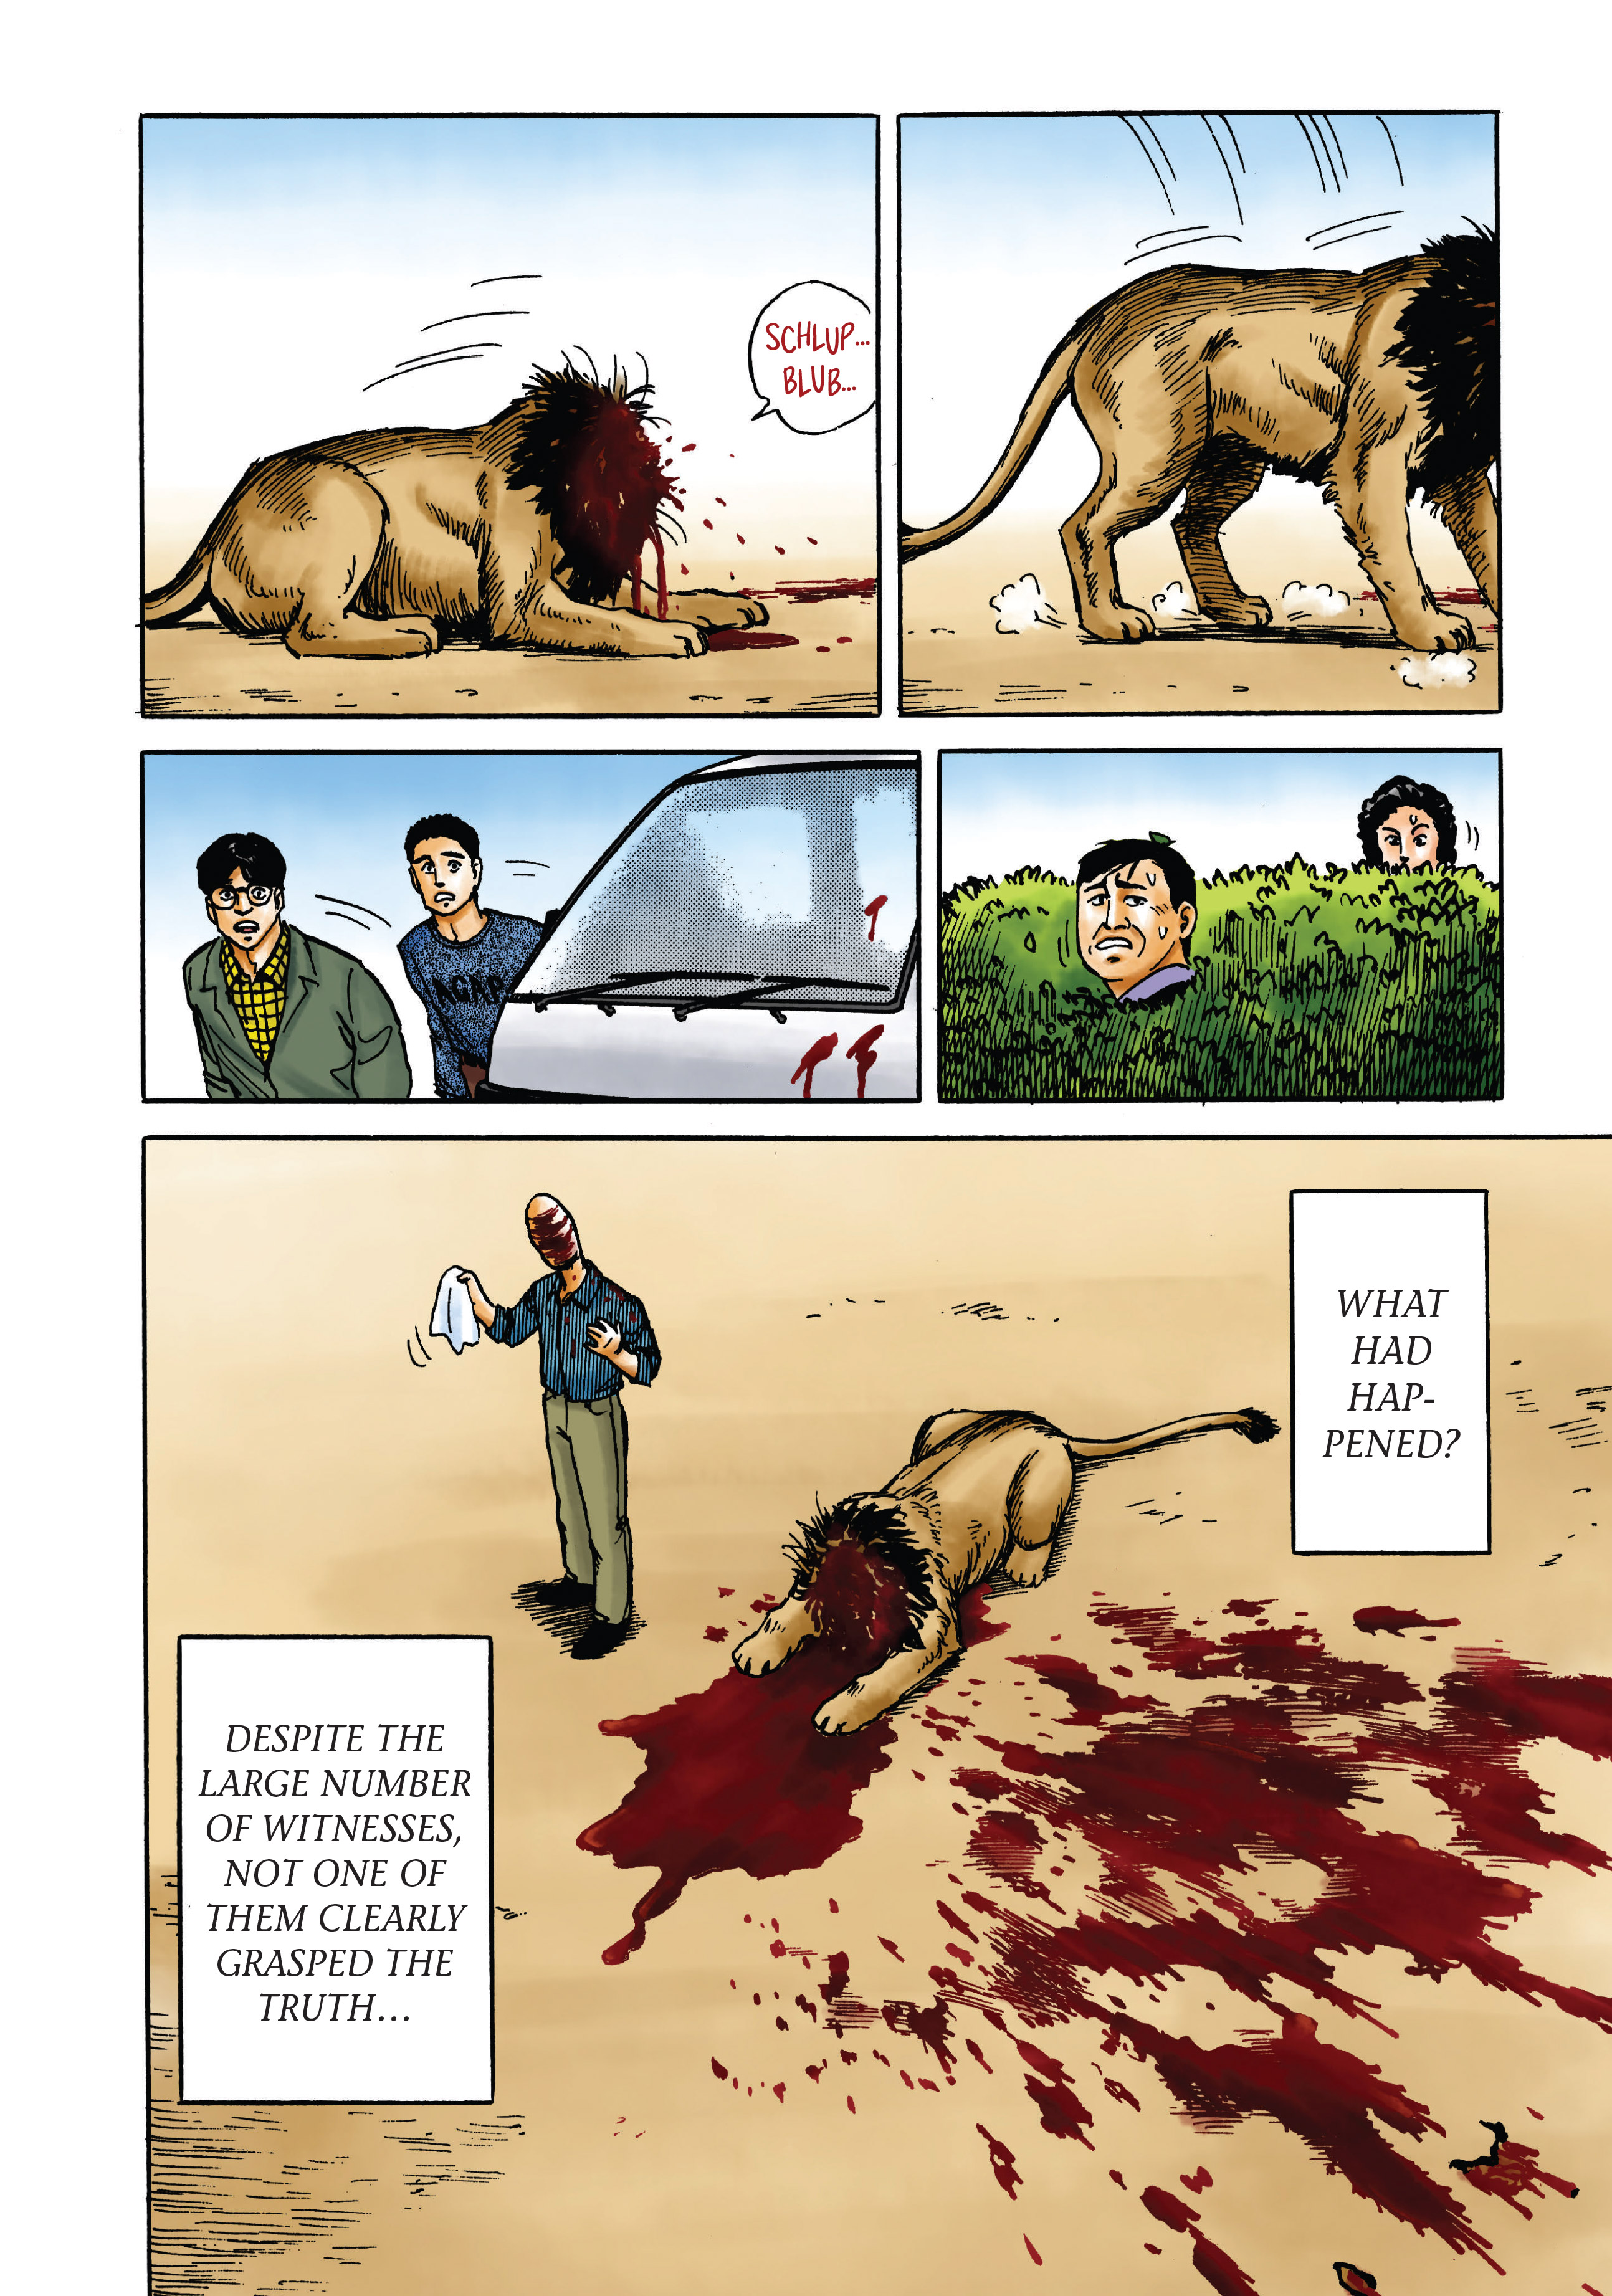 SCHLUP...
BLUB...
WHAT
HAD
HAP-
PENED?
DESPITE THE
LARGE NUMBER
OF WITNESSES,
NOT ONE OF
THEM CLEARLY
GRASPED THE
TRUTH...